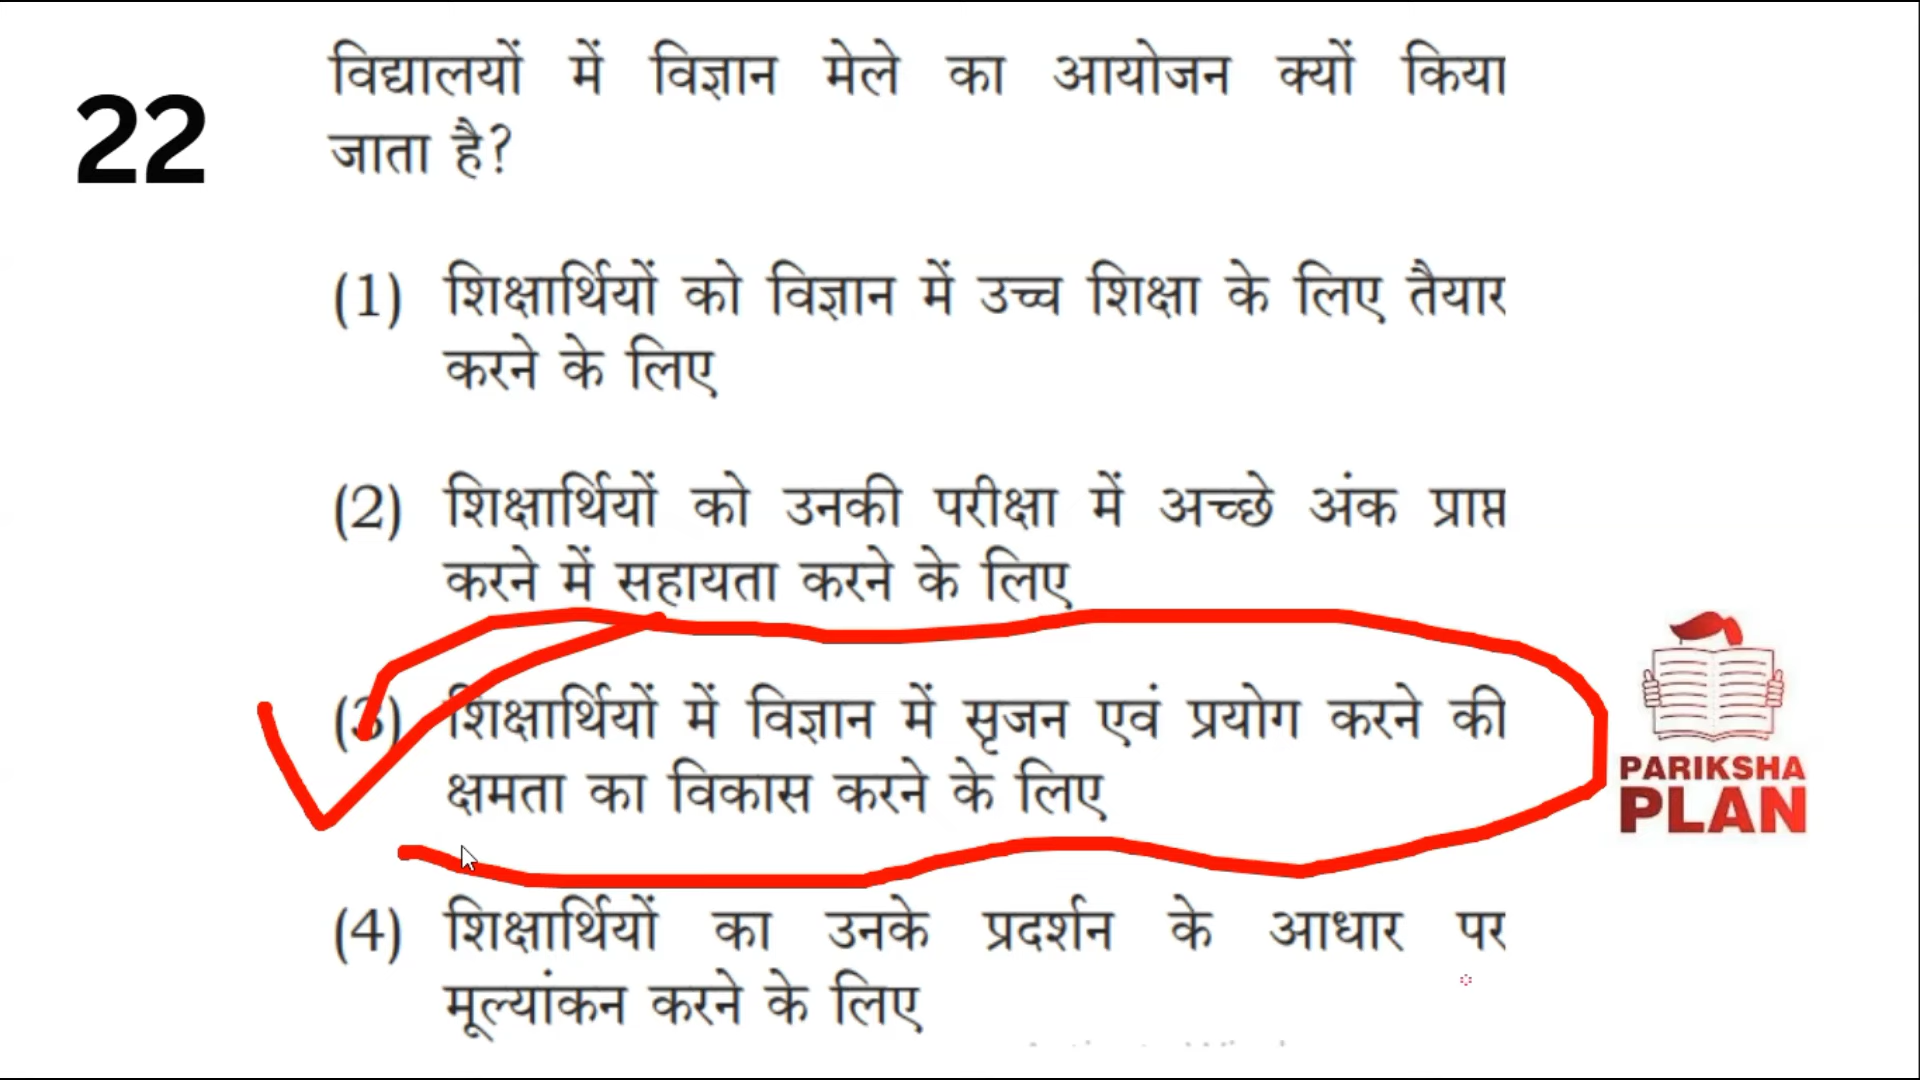 22
विद्यालयों में विज्ञान मेले का आयोजन क्यों किया
जाता है?
(1) शिक्षार्थियों को विज्ञान में उच्च शिक्षा के लिए तैयार
करने के लिए
(2) शिक्षार्थियों को उनकी परीक्षा में अच्छे अंक प्राप्त
करने में सहायता करने के लिए
(3) शिक्षार्थियों में विज्ञान में सृजन एवं प्रयोग करने की
क्षमता का विकास करने के लिए
(4) शिक्षार्थियों का उनके प्रदर्शन के आधार पर
मूल्यांकन करने के लिए
PARIKSHA
PLAN